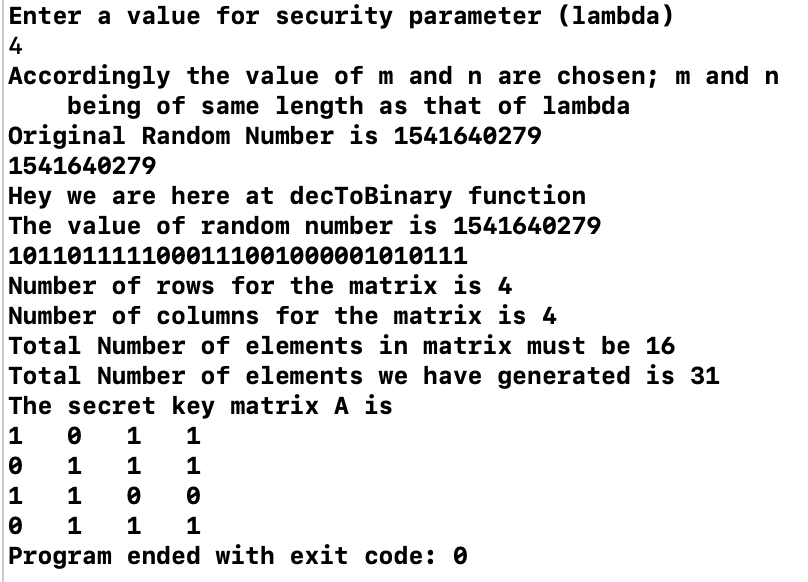 Enter a value for security parameter (lambda)
4
Accordingly the value of m and n are chosen; m and n
being of same length as that of lambda
Original Random Number is 1541640279
1541640279
Hey we are here at decToBinary function
The value of random number is 1541640279
1011011111000111001000001010111
Number of rows for the matrix is 4
Number of columns for the matrix is 4
Total Number of elements in matrix must be 16
Total Number of elements we have generated is 31
The secret key matrix A is
1 0 1 1
0 1 1 1
1 1 0 0
0 1 1 1
Program ended with exit code: 0